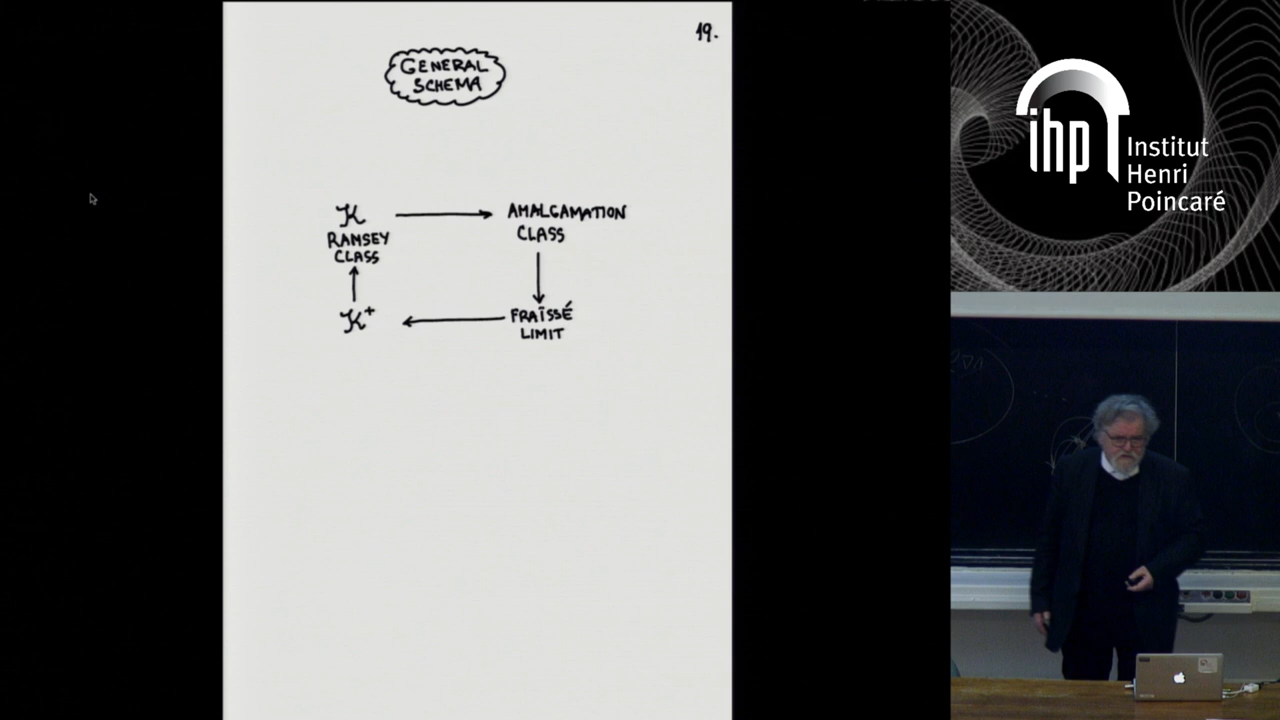 19.
GENERAL
SCHEMA
K
AMALGAMATION
RAMSEY
CLASS
CLASS
K⁺
FRAÏSSÉ
LIMIT
ihp
Institut
Henri
Poincaré